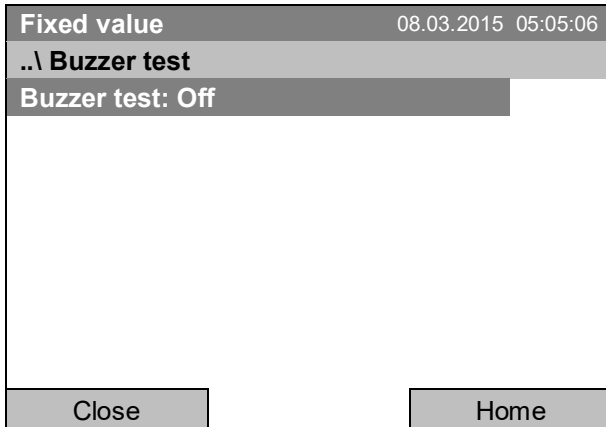 Fixed value 08.03.2015 05:05:06
..\ Buzzer test
Buzzer test: Off
Close Home